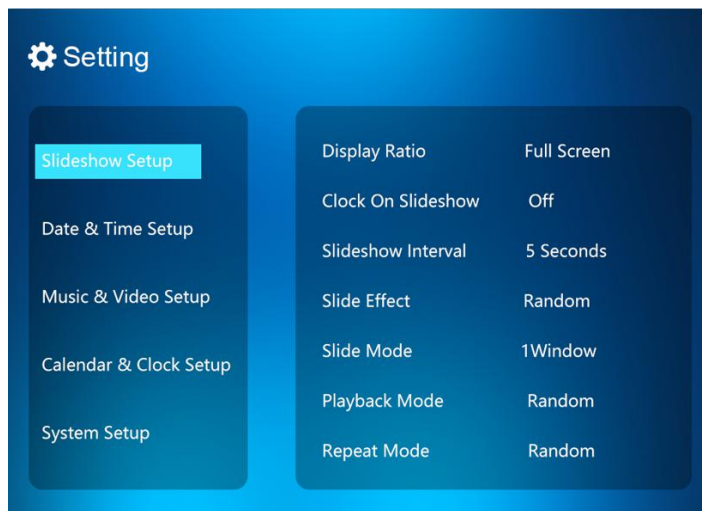 Setting
Slideshow Setup
Date & Time Setup
Music & Video Setup
Calendar & Clock Setup
System Setup
Display Ratio Full Screen
Clock On Slideshow Off
Slideshow Interval 5 Seconds
Slide Effect Random
Slide Mode 1Window
Playback Mode Random
Repeat Mode Random